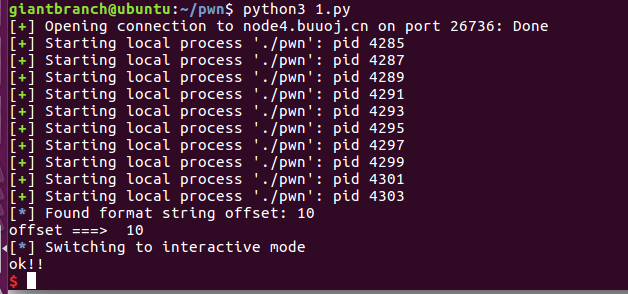 giantbranch@ubuntu:~/pwn$ python3 1.py
[+] Opening connection to node4.buuoj.cn on port 26736: Done
[+] Starting local process './pwn': pid 4285
[+] Starting local process './pwn': pid 4287
[+] Starting local process './pwn': pid 4289
[+] Starting local process './pwn': pid 4291
[+] Starting local process './pwn': pid 4293
[+] Starting local process './pwn': pid 4295
[+] Starting local process './pwn': pid 4297
[+] Starting local process './pwn': pid 4299
[+] Starting local process './pwn': pid 4301
[+] Starting local process './pwn': pid 4303
[*] Found format string offset: 10
offset ===>  10
[*] Switching to interactive mode
ok!!
$